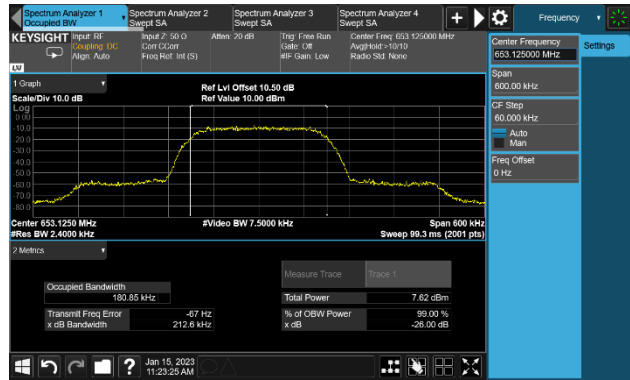 Spectrum Analyzer 1
Occupied BW
Spectrum Analyzer 2
Swept SA
Spectrum Analyzer 3
Swept SA
Spectrum Analyzer 4
Swept SA
Frequency
KEYSIGHT
Input: RF
Coupling: DC
Align: Auto
Input Z: 50 Ω
Corr CCorr
Freq Ref: Int (S)
Atten: 20 dB
Trig: Free Run
Gate: Off
#IF Gain: Low
Center Freq: 653.125000 MHz
Avg|Hold:>10/10
Radio Std: None
LXI
Center Frequency
653.125000 MHz
Settings
Span
600.00 kHz
CF Step
60.000 kHz
Auto
Man
Freq Offset
0 Hz
1 Graph
Scale/Div 10.0 dB
Ref Lvl Offset 10.50 dB
Ref Value 10.00 dBm
Log
0.00
-10.0
-20.0
-30.0
-40.0
-50.0
-60.0
-70.0
-80.0
Center 653.1250 MHz
#Video BW 7.5000 kHz
Span 600 kHz
#Res BW 2.4000 kHz
Sweep 99.3 ms (2001 pts)
2 Metrics
Measure Trace
Trace 1
Occupied Bandwidth
180.85 kHz
Total Power
7.62 dBm
Transmit Freq Error
-67 Hz
% of OBW Power
99.00 %
x dB Bandwidth
212.6 kHz
x dB
-26.00 dB
?
Jan 15, 2023
11:23:25 AM